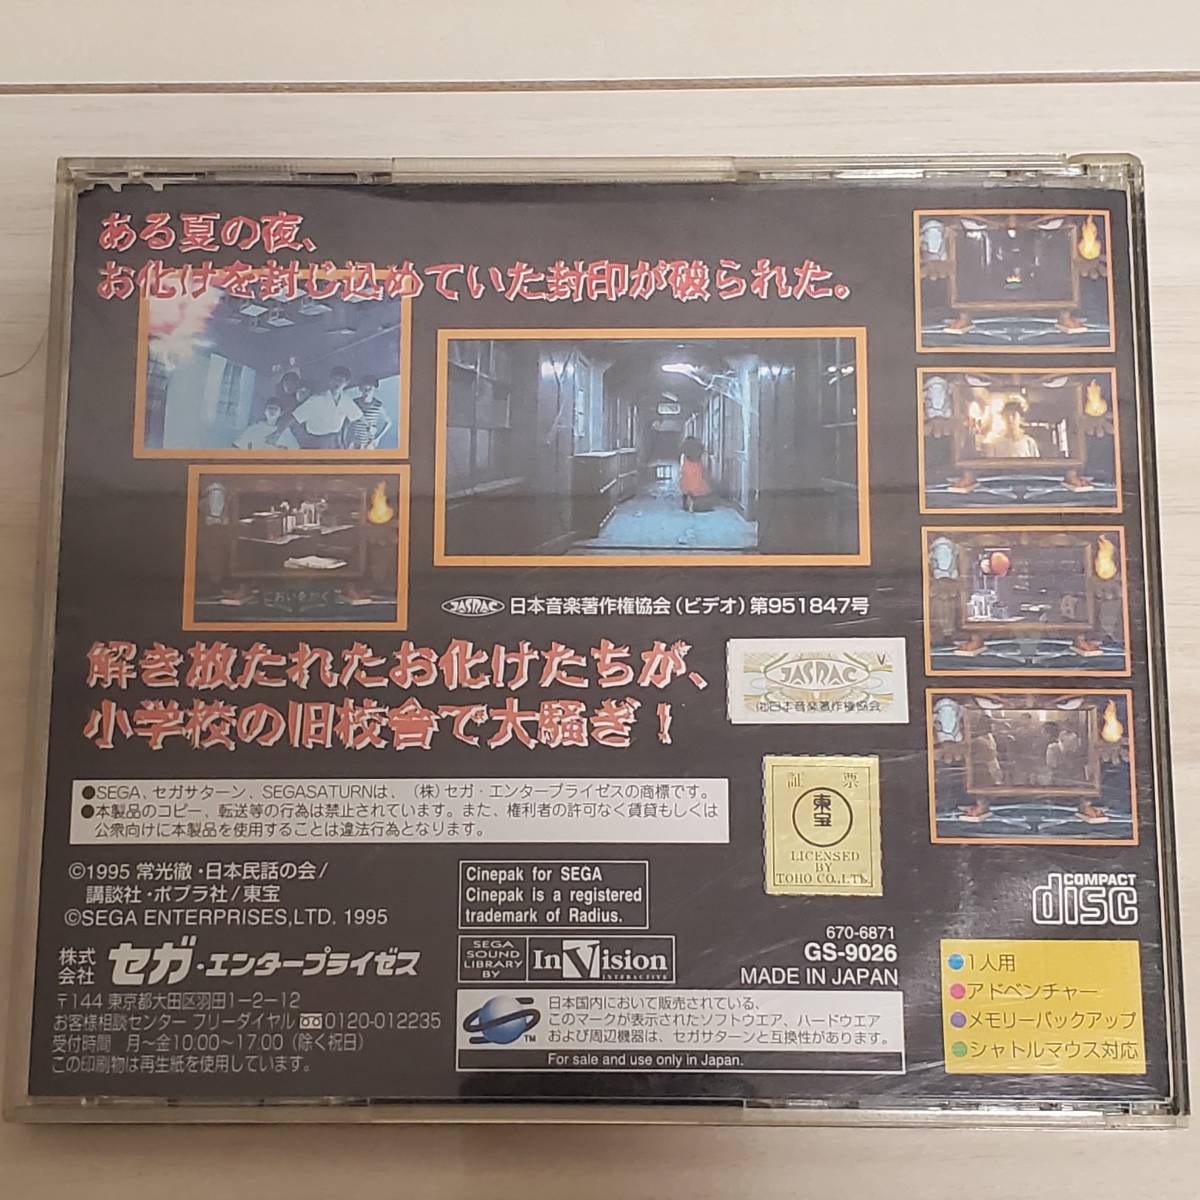 ある夏の夜、
お化けを封じ込めていた封印が破られた。
においをかぐ
JASRAC 日本音楽著作権協会(ビデオ)第951847号
解き放たれたお化けたちが、
小学校の旧校舎で大騒ぎ!
V
JASRAC
(社)日本音楽著作権協会
証 票
東宝
LICENSED
BY
TOHO CO.,LTD.
●SEGA、セガサターン、SEGASATURNは、(株)セガ・エンタープライゼスの商標です。
●本製品のコピー、転送等の行為は禁止されています。また、権利者の許可なく賃貸もしくは
公衆向けに本製品を使用することは違法行為となります。
©1995 常光徹・日本民話の会/
講談社・ポプラ社/東宝
©SEGA ENTERPRISES,LTD. 1995
Cinepak for SEGA
Cinepak is a registered
trademark of Radius.
COMPACT
disc
株式会社 セガ・エンタープライゼス
〒144 東京都大田区羽田1-2-12
お客様相談センター フリーダイヤル 0120-012235
受付時間 月〜金10:00〜17:00(除く祝日)
この印刷物は再生紙を使用しています。
SEGA
SOUND
LIBRARY
BY
InVision
INTERACTIVE
670-6871
GS-9026
MADE IN JAPAN
日本国内において販売されている、
このマークが表示されたソフトウエア、ハードウエア
および周辺機器は、セガサターンと互換性があります。
TM
For sale and use only in Japan.
●1人用
●アドベンチャー
●メモリーバックアップ
●シャトルマウス対応